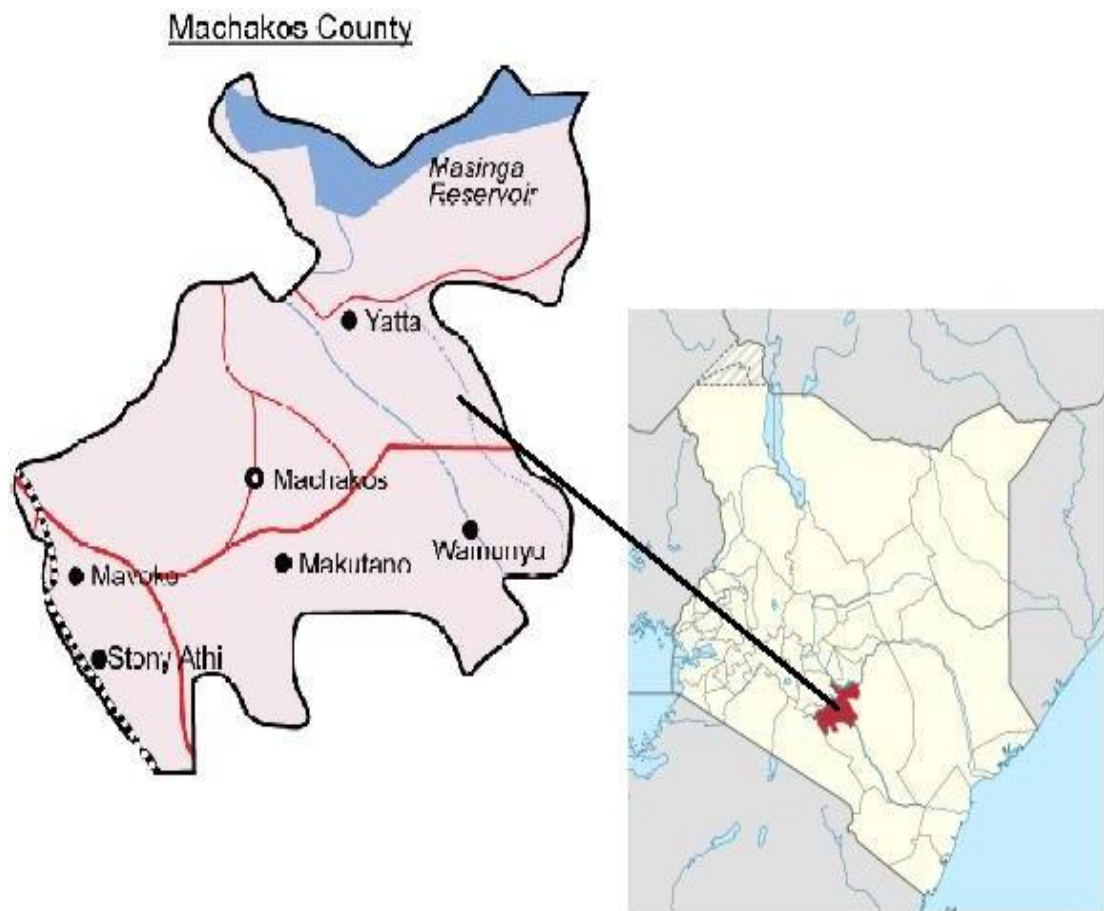 Machakos County
Masinga
Reservoir
Yatta
Machakos
Wamunyu
Makutano
Mavoko
Stony Athi